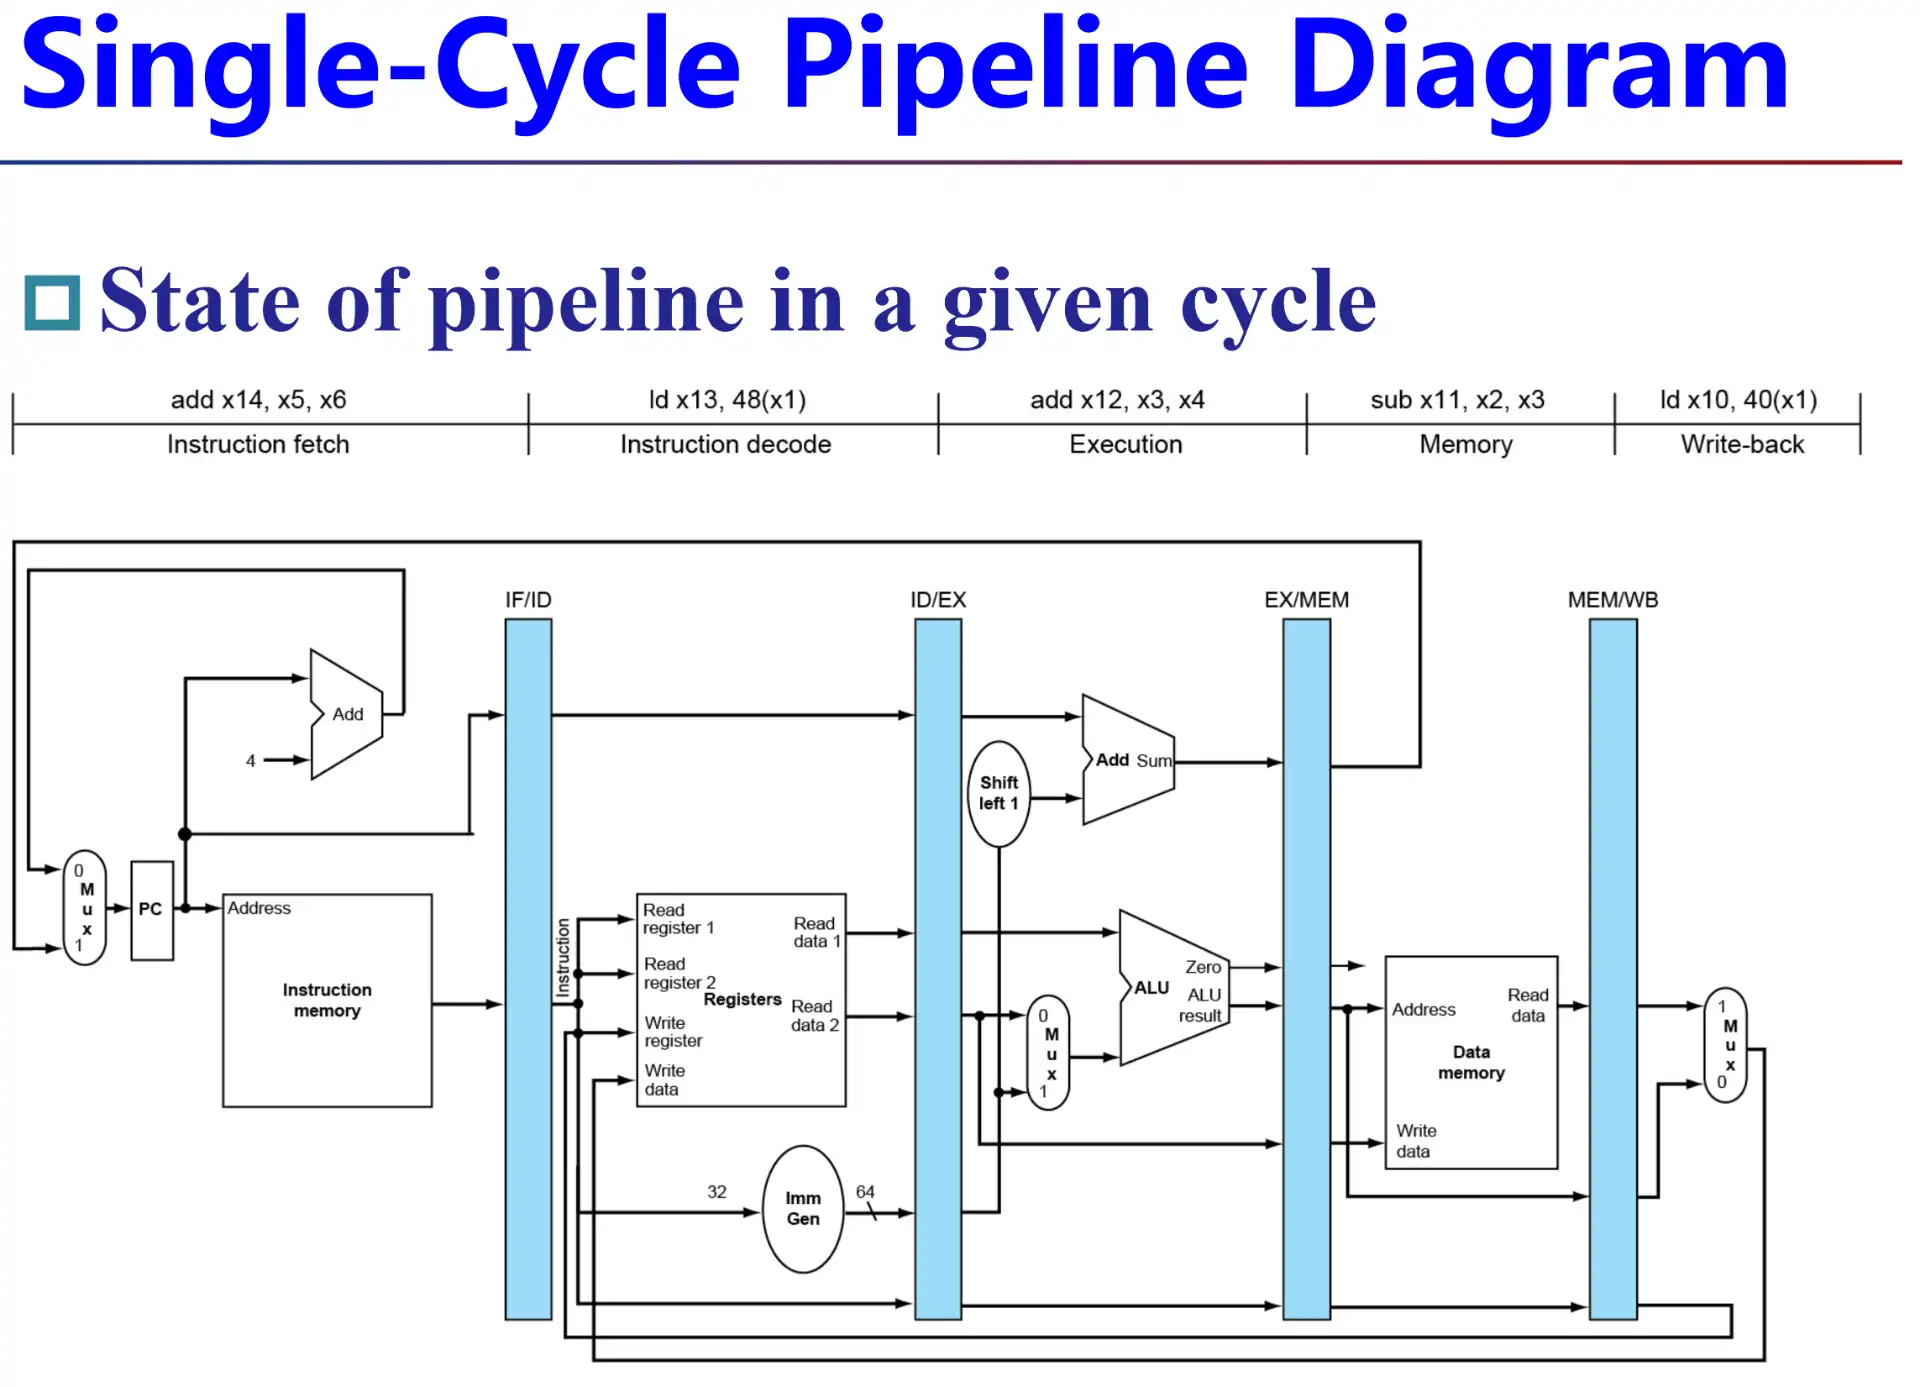 Single-Cycle Pipeline Diagram
State of pipeline in a given cycle
add x14, x5, x6
ld x13, 48(x1)
add x12, x3, x4
sub x11, x2, x3
ld x10, 40(x1)
Instruction fetch
Instruction decode
Execution
Memory
Write-back
IF/ID
ID/EX
EX/MEM
MEM/WB
Add
4
Add Sum
Shift
left 1
0
M
u
x
1
PC
Address
Instruction
memory
Instruction
Read
register 1
Read
register 2
Write
register
Write
data
Registers
Read
data 1
Read
data 2
32
Imm
Gen
64
0
M
u
x
1
ALU
Zero
ALU
result
Address
Read
data
Data
memory
Write
data
1
M
u
x
0